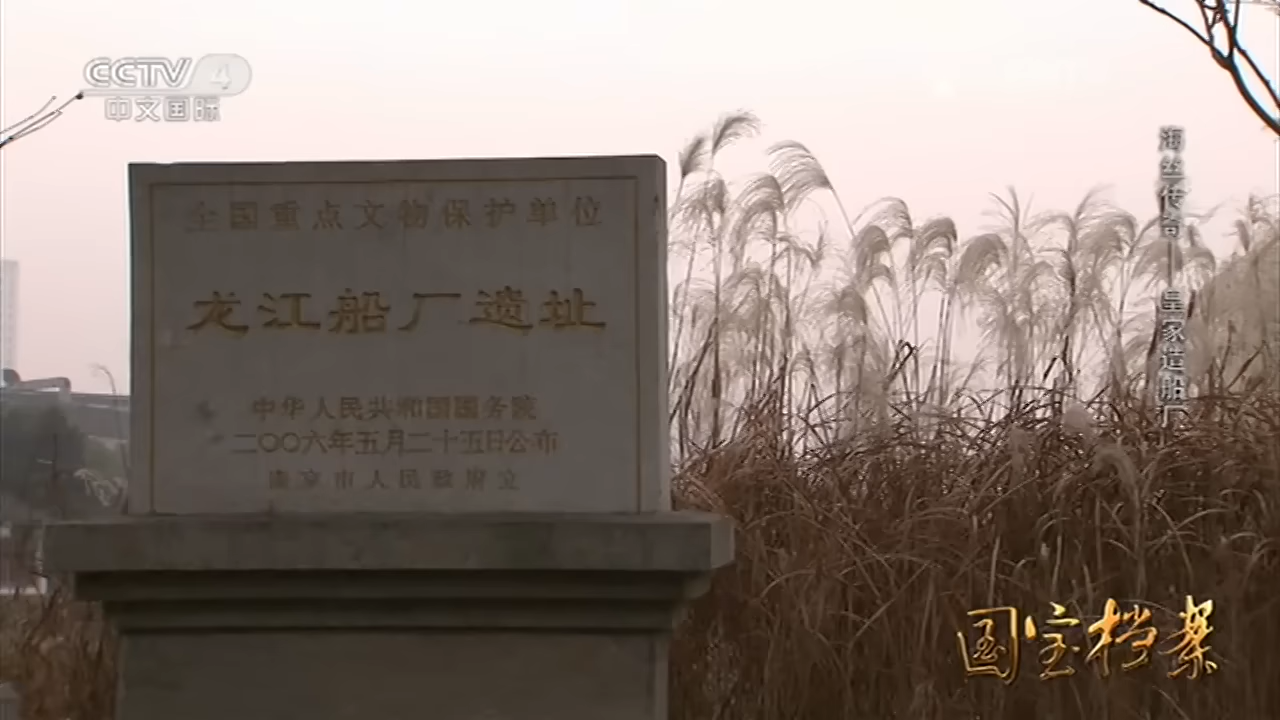 CCTV 4
中文国际
全国重点文物保护单位
龙江船厂遗址
中华人民共和国国务院
二〇〇六年五月二十五日公布
南京市人民政府立
海丝传奇——皇家造船厂
国宝档案